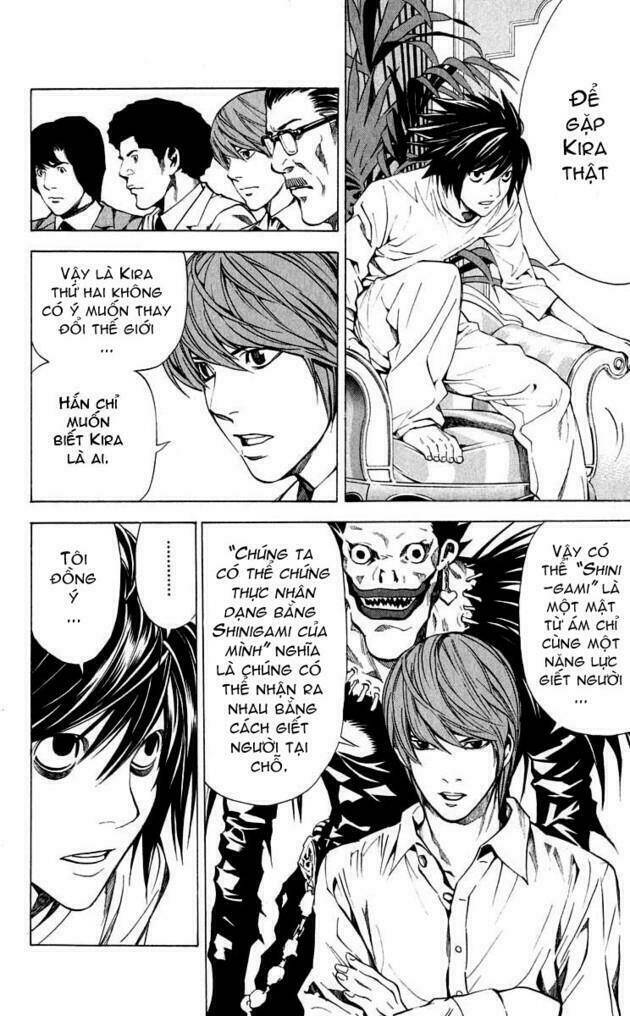 ĐỂ
GẶP
KIRA
THẬT
VẬY LÀ KIRA
THỨ HAI KHÔNG
CÓ Ý MUỐN THAY
ĐỔI THẾ GIỚI
...
HẮN CHỈ
MUỐN
BIẾT KIRA
LÀ AI.
VẬY CÓ
THỂ "SHINI
-GAMI" LÀ
MỘT MẬT
TỪ ÁM CHỈ
CÙNG MỘT
NĂNG LỰC
GIẾT NGƯỜI
...
"CHÚNG TA
CÓ THỂ CHỨNG
THỰC NHÂN
DẠNG BẰNG
SHINIGAMI CỦA
MÌNH" NGHĨA
LÀ CHÚNG CÓ
THỂ NHẬN RA
NHAU BẰNG
CÁCH GIẾT
NGƯỜI TẠI
CHỖ.
..........
TÔI
ĐỒNG
Ý ...